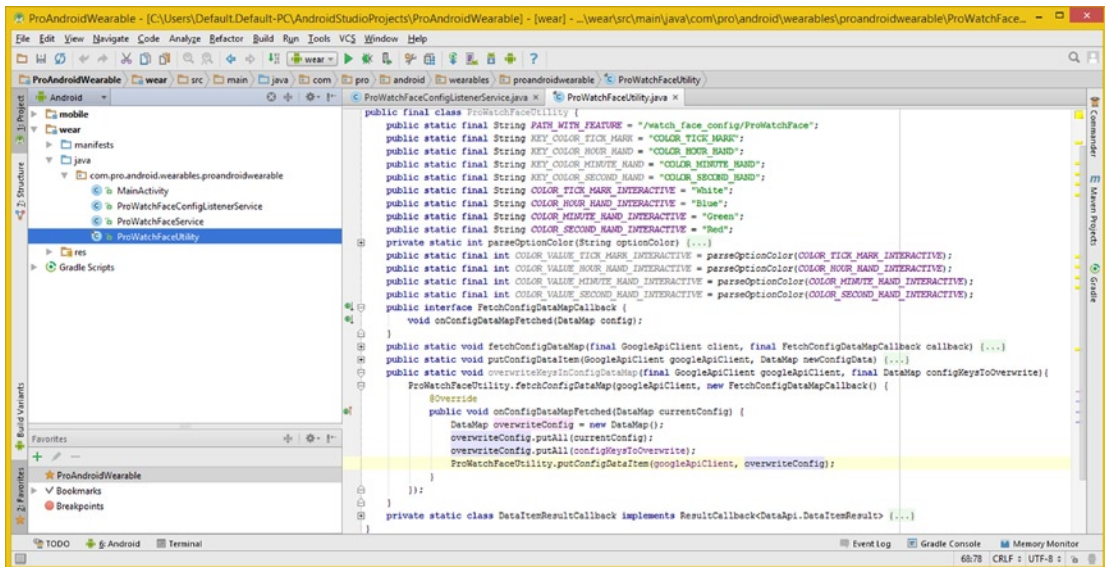 ProAndroidWearable - [C:\Users\Default.Default-PC\AndroidStudioProjects\ProAndroidWearable] - [wear] - ...\wear\src\main\java\com\pro\android\wearables\proandroidwearable\ProWatchFace...
File Edit View Navigate Code Analyze Refactor Build Run Tools VCS Window Help
wear
ProAndroidWearable wear src main java com pro android wearables proandroidwearable ProWatchFaceUtility
Android
ProWatchFaceConfigListenerService.java × ProWatchFaceUtility.java ×
1: Project
Structure
Build Variants
2: Favorites
mobile
wear
manifests
java
com.pro.android.wearables.proandroidwearable
MainActivity
ProWatchFaceConfigListenerService
ProWatchFaceService
ProWatchFaceUtility
res
Gradle Scripts
Favorites
ProAndroidWearable
Bookmarks
Breakpoints
public final class ProWatchFaceUtility {
public static final String PATH_WITH_FEATURE = "/watch_face_config/ProWatchFace";
public static final String KEY_COLOR_TICK_MARK = "COLOR_TICK_MARK";
public static final String KEY_COLOR_HOUR_HAND = "COLOR_HOUR_HAND";
public static final String KEY_COLOR_MINUTE_HAND = "COLOR_MINUTE_HAND";
public static final String KEY_COLOR_SECOND_HAND = "COLOR_SECOND_HAND";
public static final String COLOR_TICK_MARK_INTERACTIVE = "White";
public static final String COLOR_HOUR_HAND_INTERACTIVE = "Blue";
public static final String COLOR_MINUTE_HAND_INTERACTIVE = "Green";
public static final String COLOR_SECOND_HAND_INTERACTIVE = "Red";
private static int parseOptionColor(String optionColor) {...}
public static final int COLOR_VALUE_TICK_MARK_INTERACTIVE = parseOptionColor(COLOR_TICK_MARK_INTERACTIVE);
public static final int COLOR_VALUE_HOUR_HAND_INTERACTIVE = parseOptionColor(COLOR_HOUR_HAND_INTERACTIVE);
public static final int COLOR_VALUE_MINUTE_HAND_INTERACTIVE = parseOptionColor(COLOR_MINUTE_HAND_INTERACTIVE);
public static final int COLOR_VALUE_SECOND_HAND_INTERACTIVE = parseOptionColor(COLOR_SECOND_HAND_INTERACTIVE);
public interface FetchConfigDataMapCallback {
void onConfigDataMapFetched(DataMap config);
}
public static void fetchConfigDataMap(final GoogleApiClient client, final FetchConfigDataMapCallback callback) {...}
public static void putConfigDataItem(GoogleApiClient googleApiClient, DataMap newConfigData) {...}
public static void overwriteKeysInConfigDataMap(final GoogleApiClient googleApiClient, final DataMap configKeysToOverwrite){
ProWatchFaceUtility.fetchConfigDataMap(googleApiClient, new FetchConfigDataMapCallback() {
@Override
public void onConfigDataMapFetched(DataMap currentConfig) {
DataMap overwriteConfig = new DataMap();
overwriteConfig.putAll(currentConfig);
overwriteConfig.putAll(configKeysToOverwrite);
ProWatchFaceUtility.putConfigDataItem(googleApiClient, overwriteConfig);
}
});
}
private static class DataItemResultCallback implements ResultCallback<DataApi.DataItemResult> {...}
}
Commander
Maven Projects
Gradle
TODO 6: Android Terminal Event Log Gradle Console Memory Monitor
68:78 CRLF UTF-8